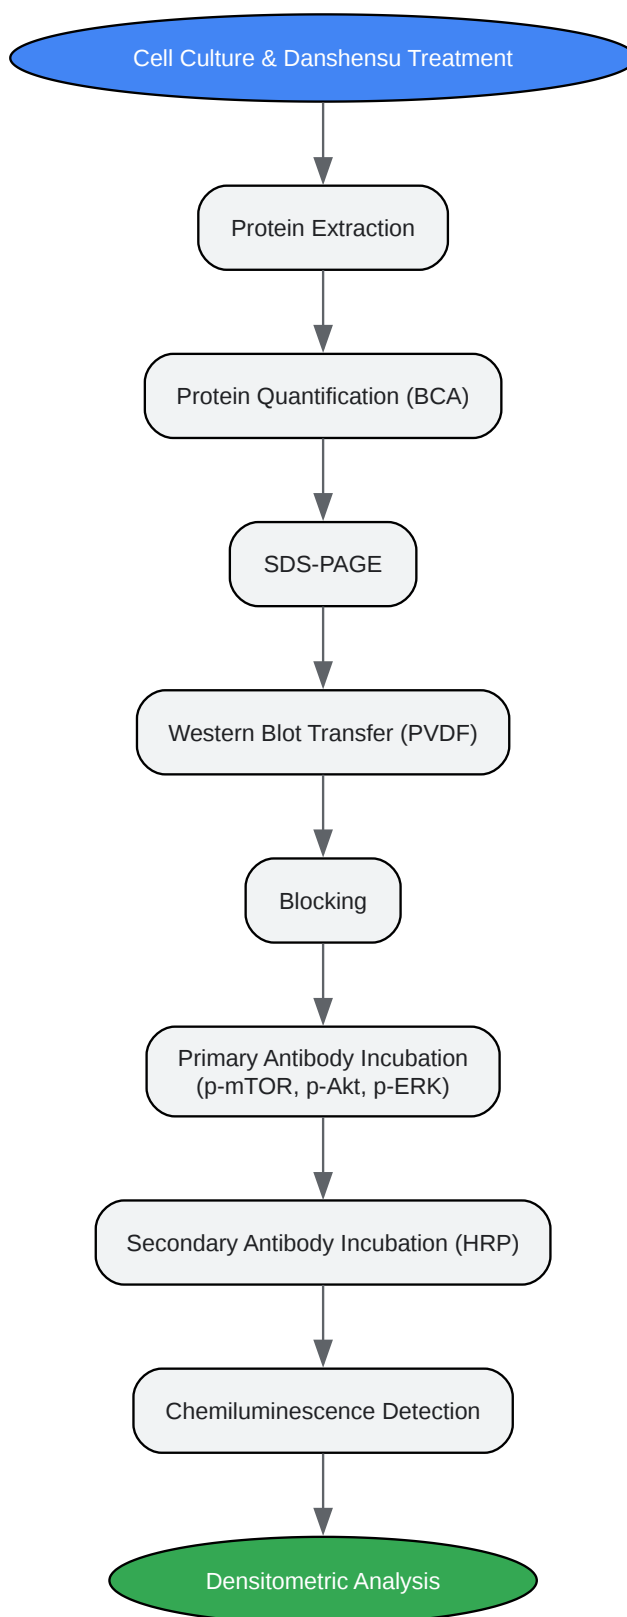 Cell Culture & Danshensu Treatment
Protein Extraction
Protein Quantification (BCA)
SDS-PAGE
Western Blot Transfer (PVDF)
Blocking
Primary Antibody Incubation
(p-mTOR, p-Akt, p-ERK)
Secondary Antibody Incubation (HRP)
Chemiluminescence Detection
Densitometric Analysis